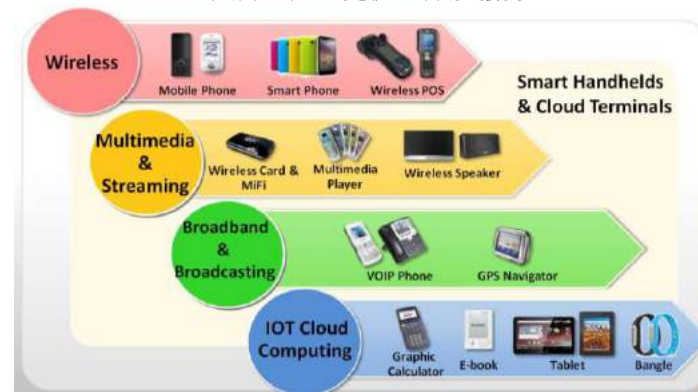 Wireless
Mobile Phone
Smart Phone
Wireless POS
Smart Handhelds
& Cloud Terminals
Multimedia
&
Streaming
Wireless Card &
MiFi
Multimedia
Player
Wireless Speaker
Broadband
&
Broadcasting
VOIP Phone
GPS Navigator
IOT Cloud
Computing
Graphic
Calculator
E-book
Tablet
Bangle